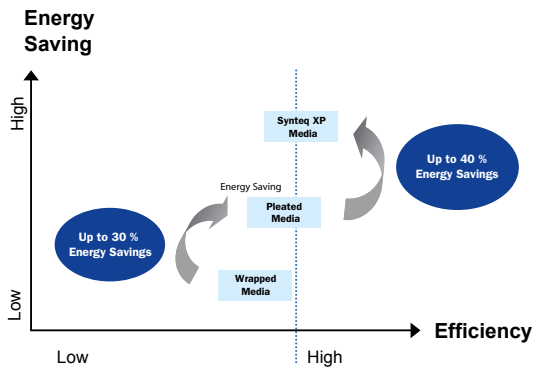 Energy
Saving
High
Synteq XP
Media
Up to 40 %
Energy Savings
Energy Saving
Pleated
Media
Up to 30 %
Energy Savings
Wrapped
Media
Low
Efficiency
Low
High